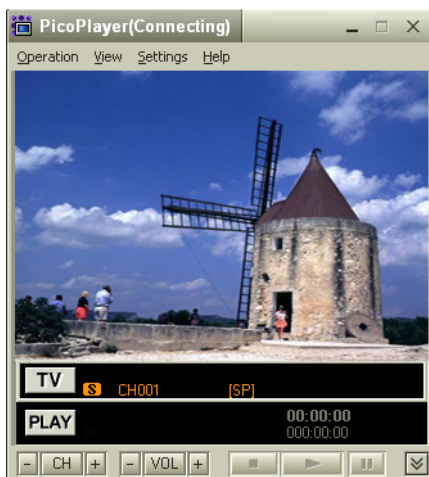 PicoPlayer(Connecting)
Operation View Settings Help
TV S CH001 [SP]
PLAY 00:00:00
000:00:00
- CH + - VOL +